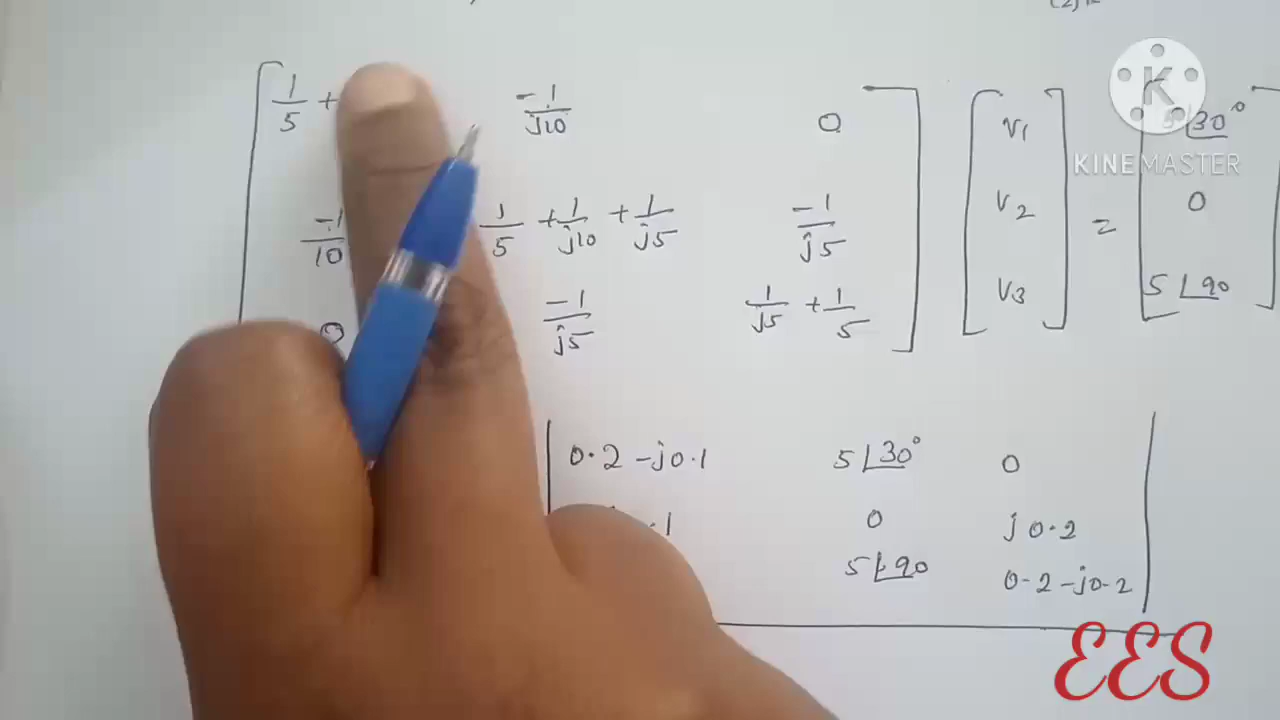 1/5 + -1/j10 0 V1 30°
-1/10 1/5 + 1/j10 + 1/j5 -1/j5 V2 = 0
0 -1/j5 1/j5 + 1/5 V3 5∠90
0.2 -j0.1 5∠30° 0
.1 0 j0.2
5∠90 0.2 -j0.2
K
KINEMASTER
EES